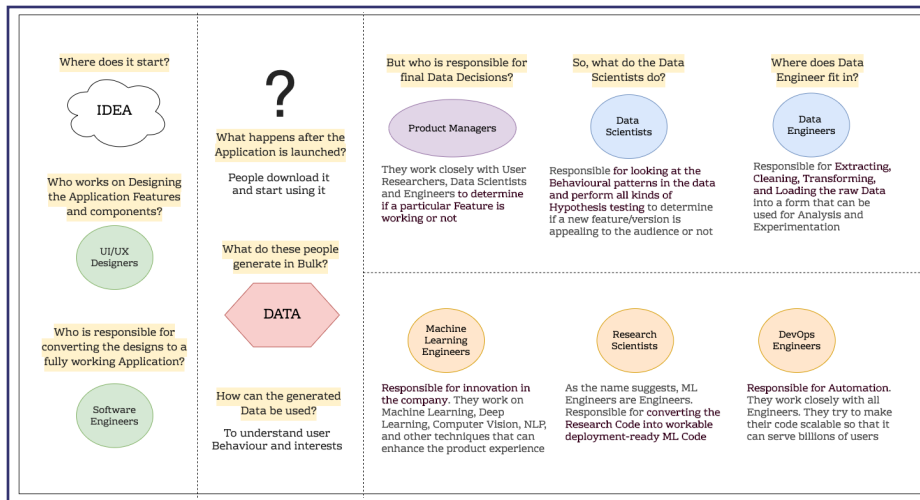 Where does it start?
IDEA
Who works on Designing
the Application Features
and components?
UI/UX
Designers
Who is responsible for
converting the designs to a
fully working Application?
Software
Engineers
?
What happens after the
Application is launched?
People download it
and start using it
What do these people
generate in Bulk?
DATA
How can the generated
Data be used?
To understand user
Behaviour and interests
But who is responsible for
final Data Decisions?
Product Managers
They work closely with User
Researchers, Data Scientists
and Engineers to determine
if a particular Feature is
working or not
So, what do the Data
Scientists do?
Data
Scientists
Responsible for looking at the
Behavioural patterns in the data
and perform all kinds of
Hypothesis testing to determine
if a new feature/version is
appealing to the audience or not
Where does Data
Engineer fit in?
Data
Engineers
Responsible for Extracting,
Cleaning, Transforming,
and Loading the raw Data
into a form that can be
used for Analysis and
Experimentation
Machine
Learning
Engineers
Responsible for innovation in
the company. They work on
Machine Learning, Deep
Learning, Computer Vision, NLP,
and other techniques that can
enhance the product experience
Research
Scientists
As the name suggests, ML
Engineers are Engineers.
Responsible for converting the
Research Code into workable
deployment-ready ML Code
DevOps
Engineers
Responsible for Automation.
They work closely with all
Engineers. They try to make
their code scalable so that it
can serve billions of users